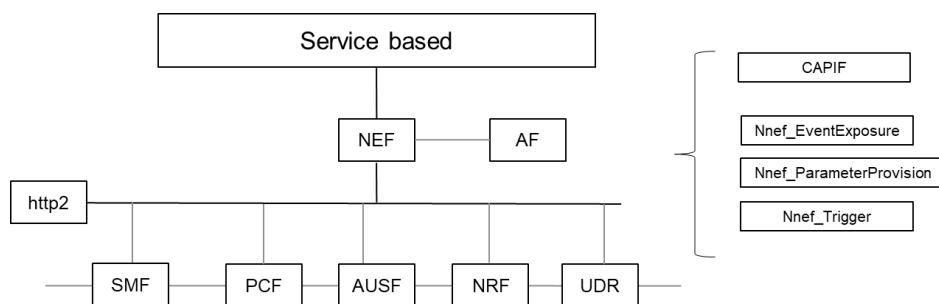 Service based
CAPIF
NEF
AF
Nnef_EventExposure
Nnef_ParameterProvision
http2
Nnef_Trigger
SMF
PCF
AUSF
NRF
UDR